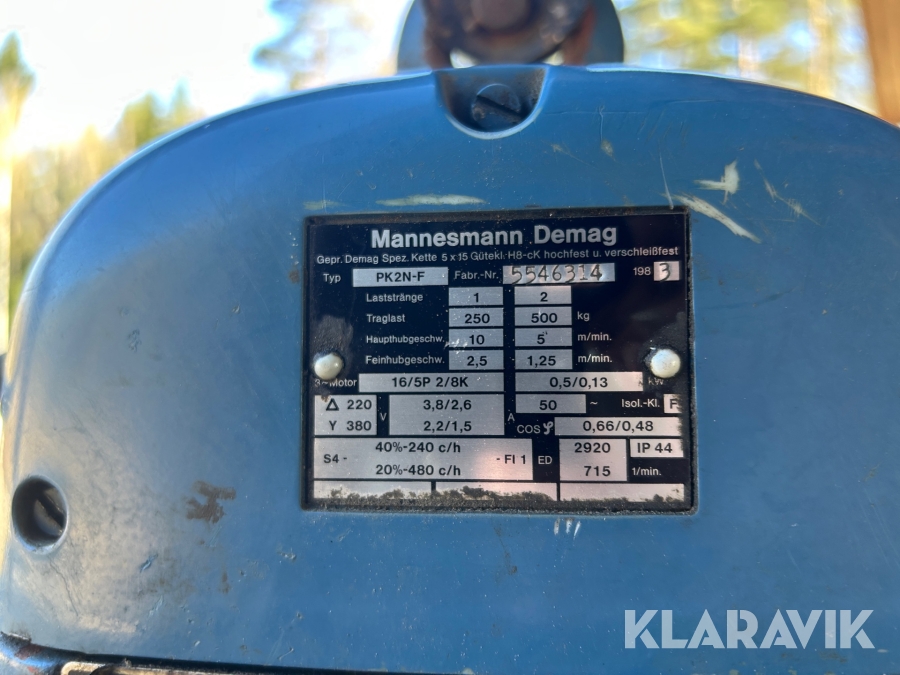 Mannesmann Demag
Gepr. Demag Spez. Kette 5 x 15 Gütekl. H8-cK hochfest u. verschleißfest
Typ PK2N-F Fabr.-Nr. 5546314 198 3
Laststränge 1 2
Traglast 250 500 kg
Haupthubgeschw. 10 5 m/min.
Feinhubgeschw. 2,5 1,25 m/min.
3~Motor 16/5P 2/8K 0,5/0,13 kW
Δ 220 V 3,8/2,6 A 50 ~ Isol.-Kl. F
Y 380 2,2/1,5 COS φ 0,66/0,48
S4 - 40%-240 c/h - FI 1 ED 2920 IP 44
20%-480 c/h 715 1/min.
KLARAVIK